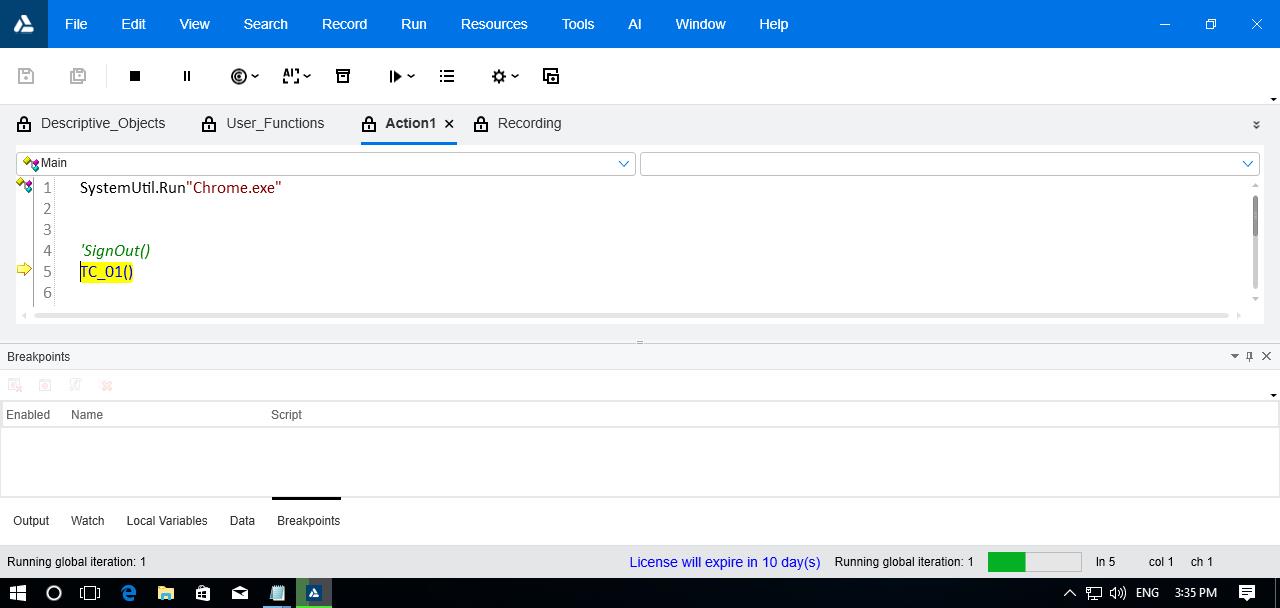 File Edit View Search Record Run Resources Tools AI Window Help
AI
Descriptive_Objects User_Functions Action1 Recording
Main
1 SystemUtil.Run"Chrome.exe"
2
3
4 'SignOut()
5 TC_01()
6
Breakpoints
Enabled Name Script
Output Watch Local Variables Data Breakpoints
Running global iteration: 1 License will expire in 10 day(s) Running global iteration: 1 ln 5 col 1 ch 1
ENG 3:35 PM